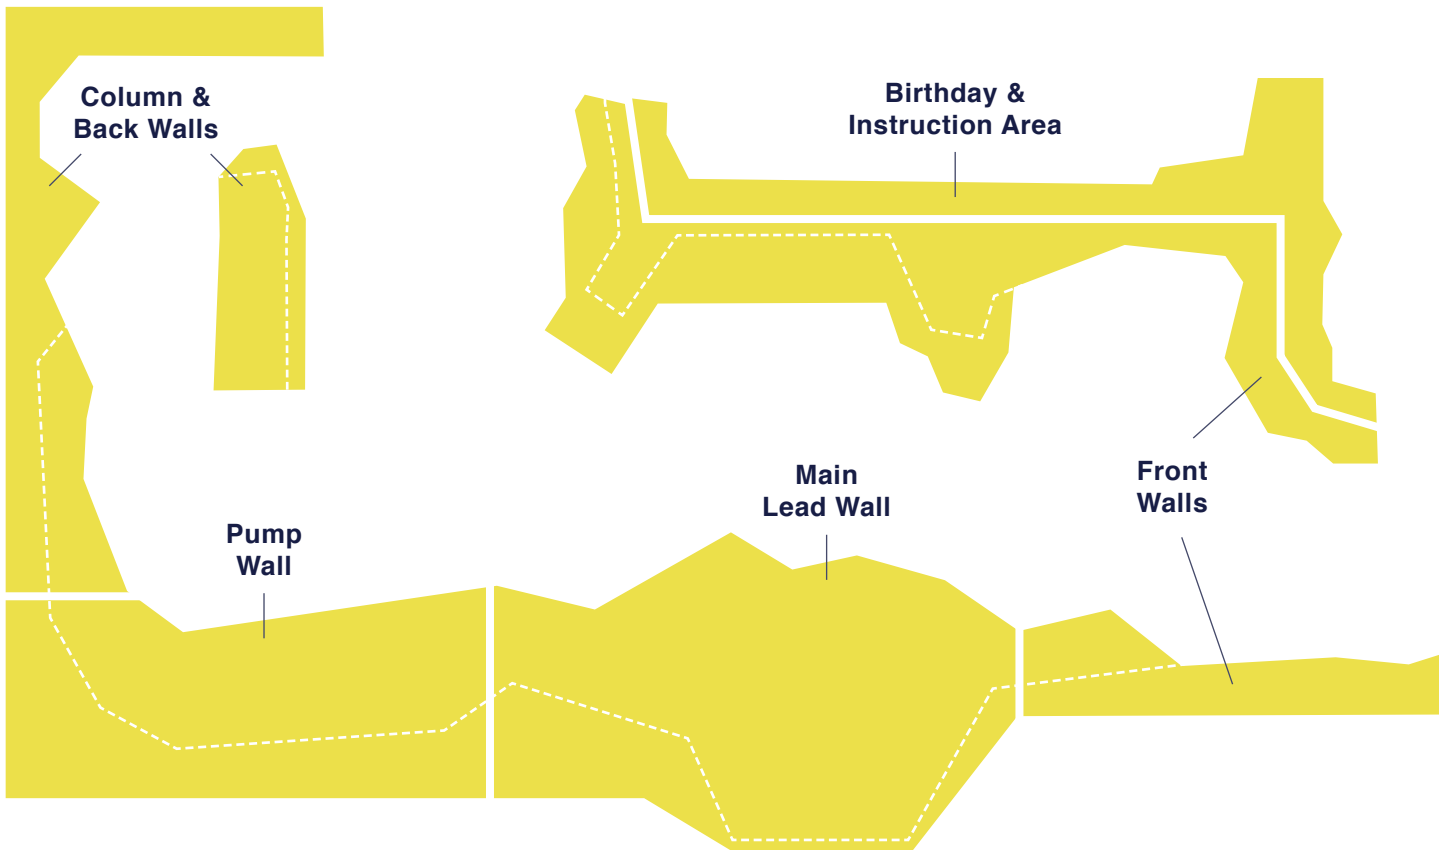 Column &
Back Walls
Birthday &
Instruction Area
Main
Lead Wall
Front
Walls
Pump
Wall